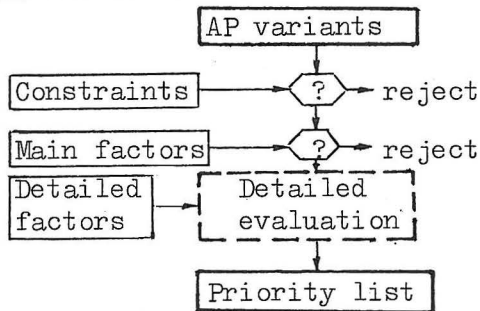 AP variants
Constraints
?
reject
Main factors
?
reject
Detailed
factors
Detailed
evaluation
Priority list